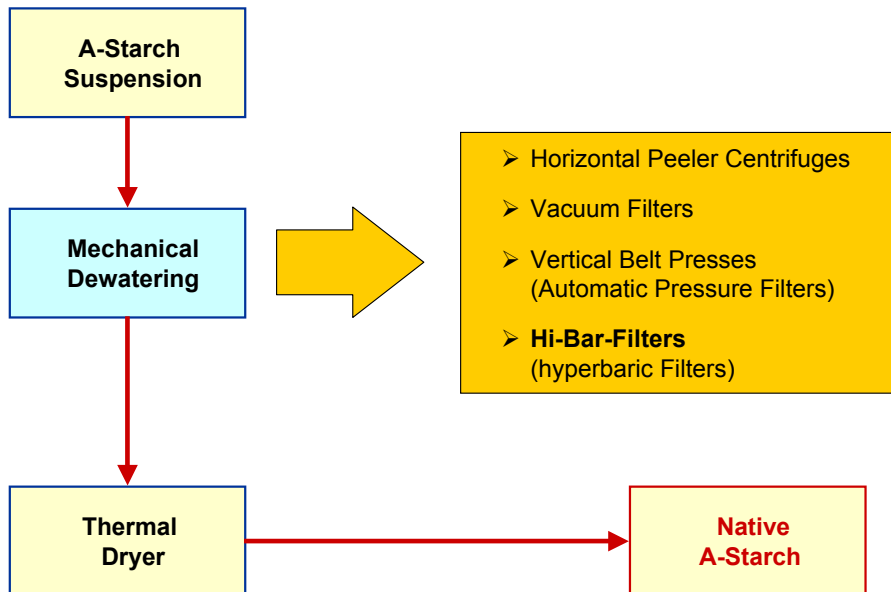 A-Starch
Suspension
Mechanical
Dewatering
➢ Horizontal Peeler Centrifuges
➢ Vacuum Filters
➢ Vertical Belt Presses
(Automatic Pressure Filters)
➢ Hi-Bar-Filters
(hyperbaric Filters)
Thermal
Dryer
Native
A-Starch